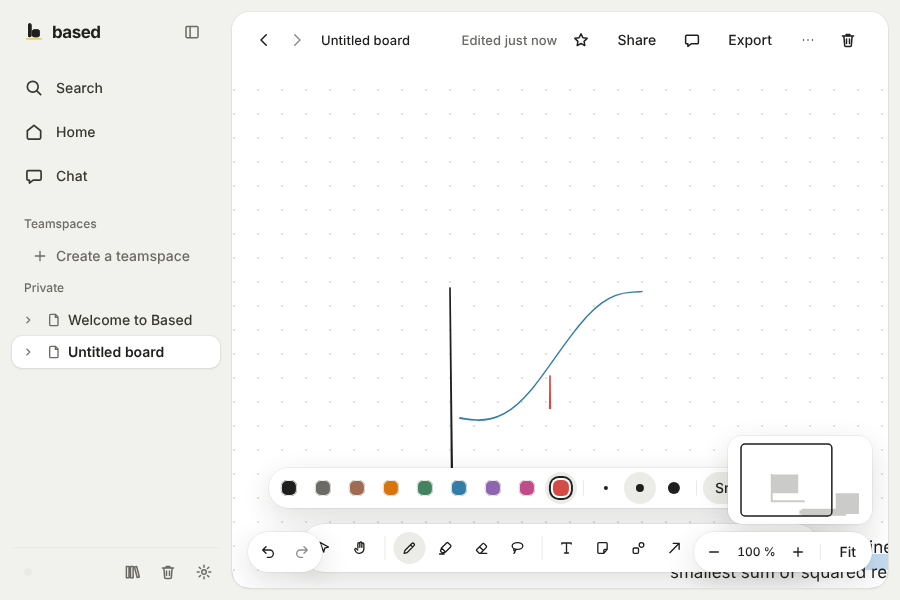 based
Untitled board
Edited just now
Share
Export
Search
Home
Chat
Teamspaces
Create a teamspace
Private
Welcome to Based
Untitled board
100 %
Fit
smallest sum of squared re